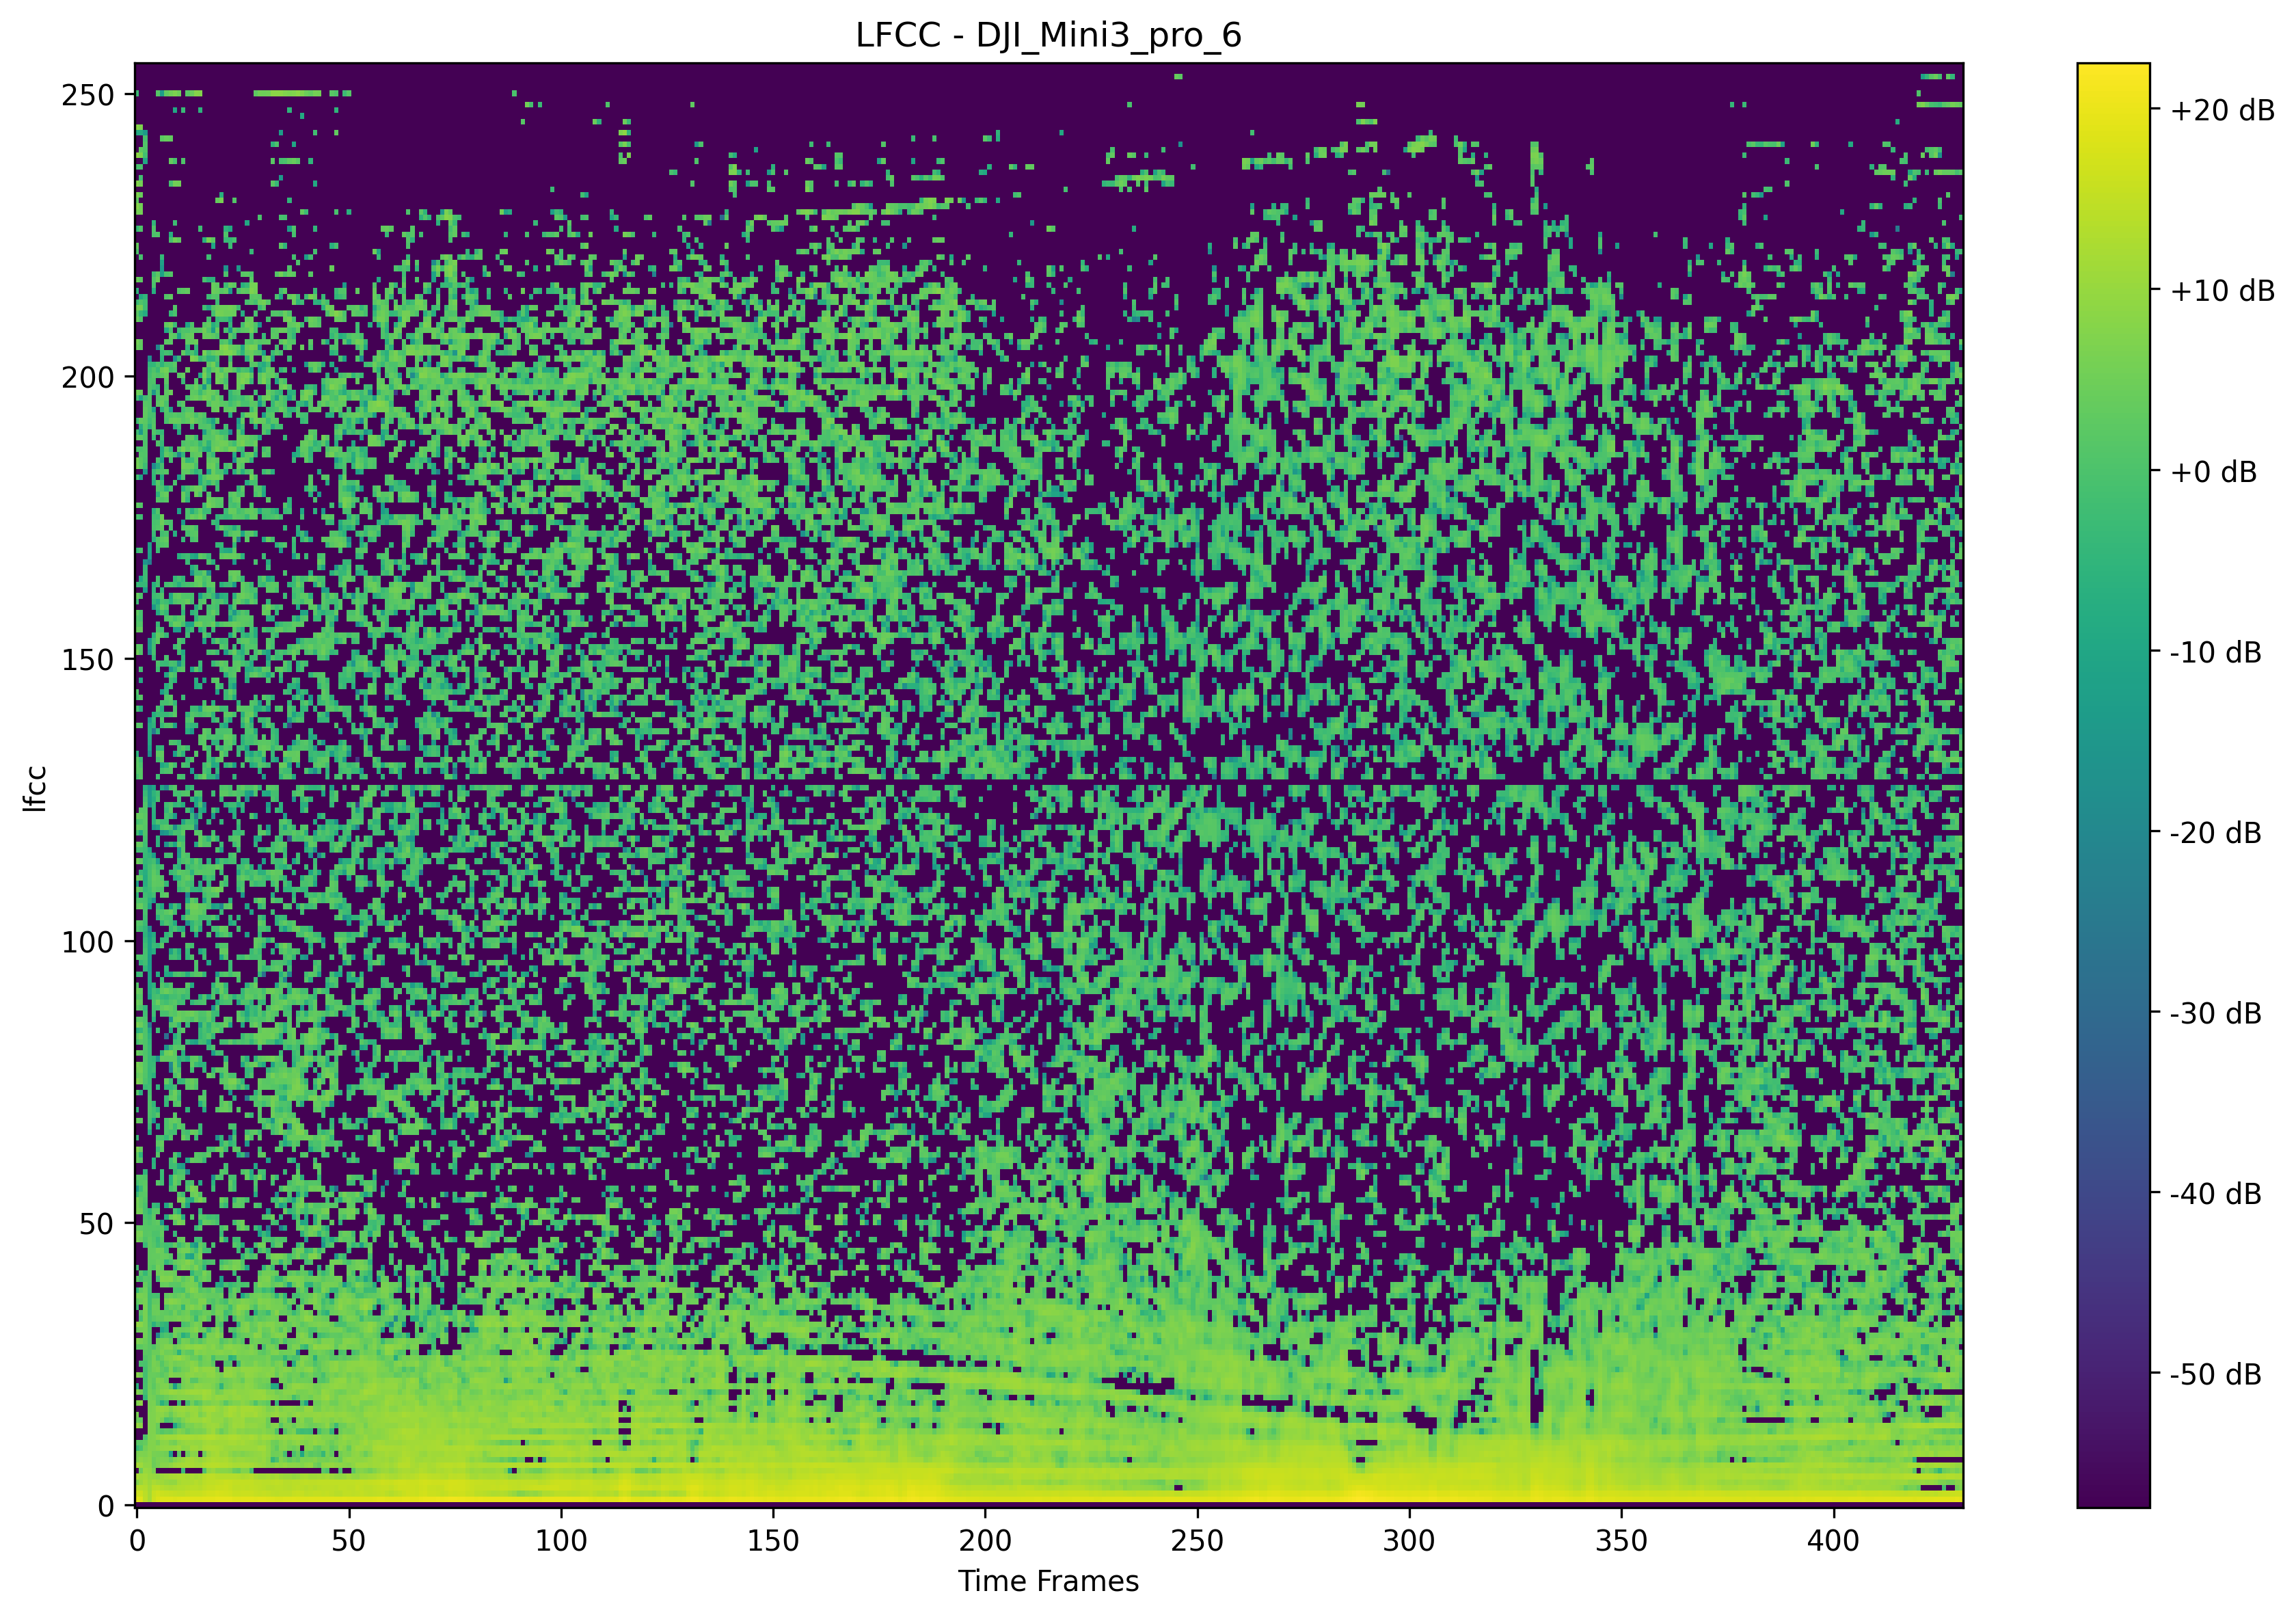 LFCC - DJI_Mini3_pro_6
250
200
150
100
50
0
lfcc
0 50 100 150 200 250 300 350 400
Time Frames
+20 dB
+10 dB
+0 dB
-10 dB
-20 dB
-30 dB
-40 dB
-50 dB